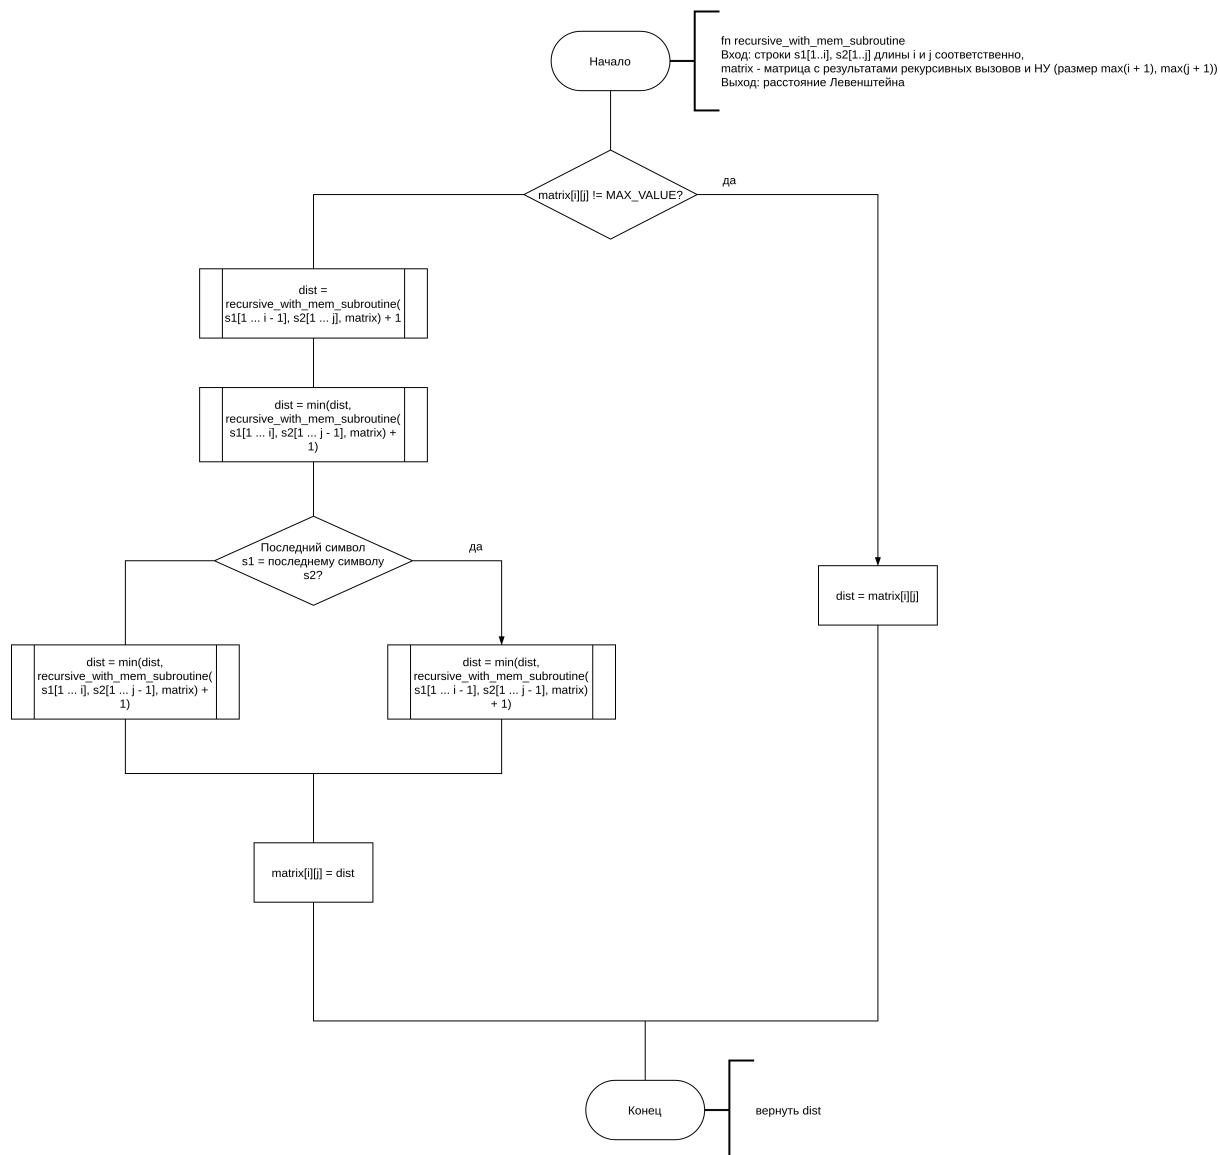 Начало
fn recursive_with_mem_subroutine
Вход: строки s1[1..i], s2[1..j] длины i и j соответственно,
matrix - матрица с результатами рекурсивных вызовов и НУ (размер max(i + 1), max(j + 1))
Выход: расстояние Левенштейна
matrix[i][j] != MAX_VALUE?
да
dist =
recursive_with_mem_subroutine(
s1[1 ... i - 1], s2[1 ... j], matrix) + 1
dist = min(dist,
recursive_with_mem_subroutine(
s1[1 ... i], s2[1 ... j - 1], matrix) +
1)
Последний символ
s1 = последнему символу
s2?
да
dist = matrix[i][j]
dist = min(dist,
recursive_with_mem_subroutine(
s1[1 ... i], s2[1 ... j - 1], matrix) +
1)
dist = min(dist,
recursive_with_mem_subroutine(
s1[1 ... i - 1], s2[1 ... j - 1], matrix)
+ 1)
matrix[i][j] = dist
Конец
вернуть dist